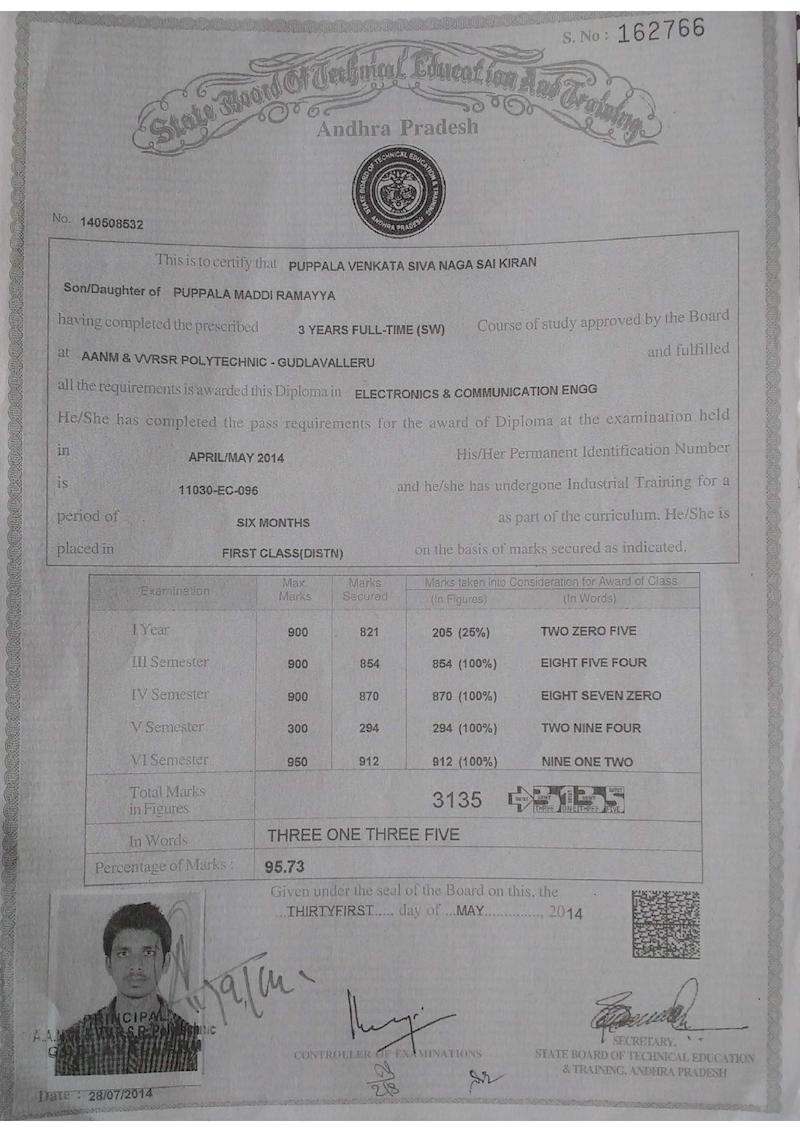 S. No : 162766
State Board Of Technical Education And Training
Andhra Pradesh
STATE BOARD OF TECHNICAL EDUCATION & TRAINING
ANDHRA PRADESH
No. 140508532
This is to certify that PUPPALA VENKATA SIVA NAGA SAI KIRAN
Son/Daughter of PUPPALA MADDI RAMAYYA
having completed the prescribed 3 YEARS FULL-TIME (SW) Course of study approved by the Board
at AANM & VVRSR POLYTECHNIC - GUDLAVALLERU and fulfilled
all the requirements is awarded this Diploma in ELECTRONICS & COMMUNICATION ENGG
He/She has completed the pass requirements for the award of Diploma at the examination held
in APRIL/MAY 2014 His/Her Permanent Identification Number
is 11030-EC-096 and he/she has undergone Industrial Training for a
period of SIX MONTHS as part of the curriculum. He/She is
placed in FIRST CLASS(DISTN) on the basis of marks secured as indicated.
Examination Max. Marks Marks Secured Marks taken into Consideration for Award of Class
(In Figures) (In Words)
I Year 900 821 205 (25%) TWO ZERO FIVE
III Semester 900 854 854 (100%) EIGHT FIVE FOUR
IV Semester 900 870 870 (100%) EIGHT SEVEN ZERO
V Semester 300 294 294 (100%) TWO NINE FOUR
VI Semester 950 912 912 (100%) NINE ONE TWO
Total Marks in Figures 3135 3135
THREE ONE THREE FIVE
In Words THREE ONE THREE FIVE
Percentage of Marks : 95.73
Given under the seal of the Board on this, the
...THIRTYFIRST..... day of ...MAY..............., 2014
PRINCIPAL
CONTROLLER OF EXAMINATIONS
SECRETARY,
STATE BOARD OF TECHNICAL EDUCATION
& TRAINING, ANDHRA PRADESH
Date : 28/07/2014